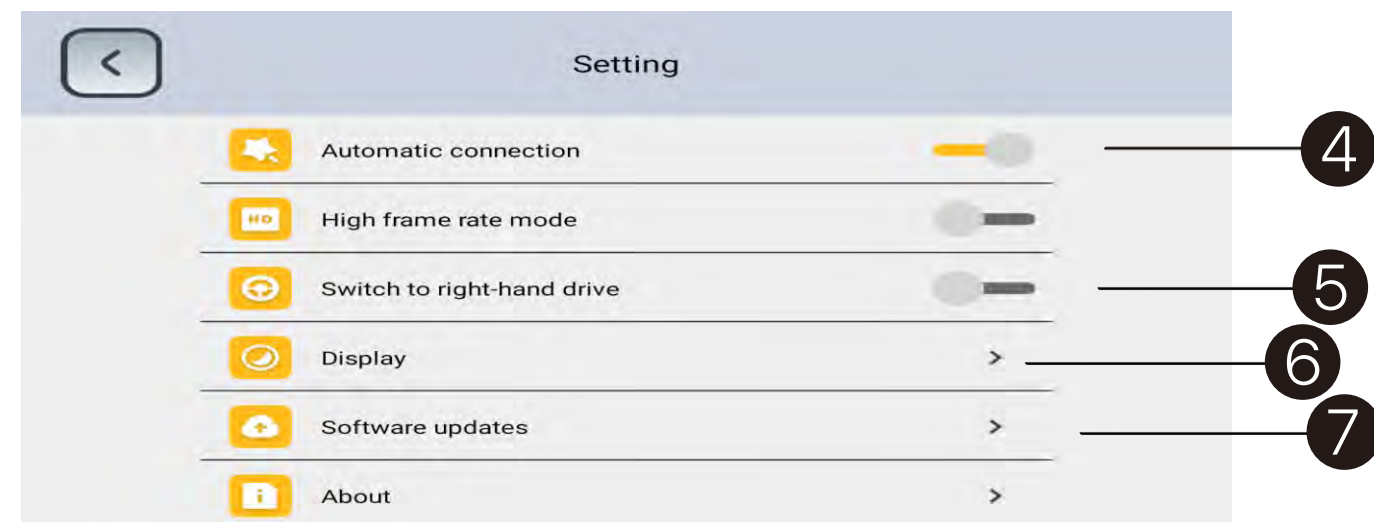 Setting
Automatic connection
4
HD
High frame rate mode
Switch to right-hand drive
5
Display
6
Software updates
7
i
About